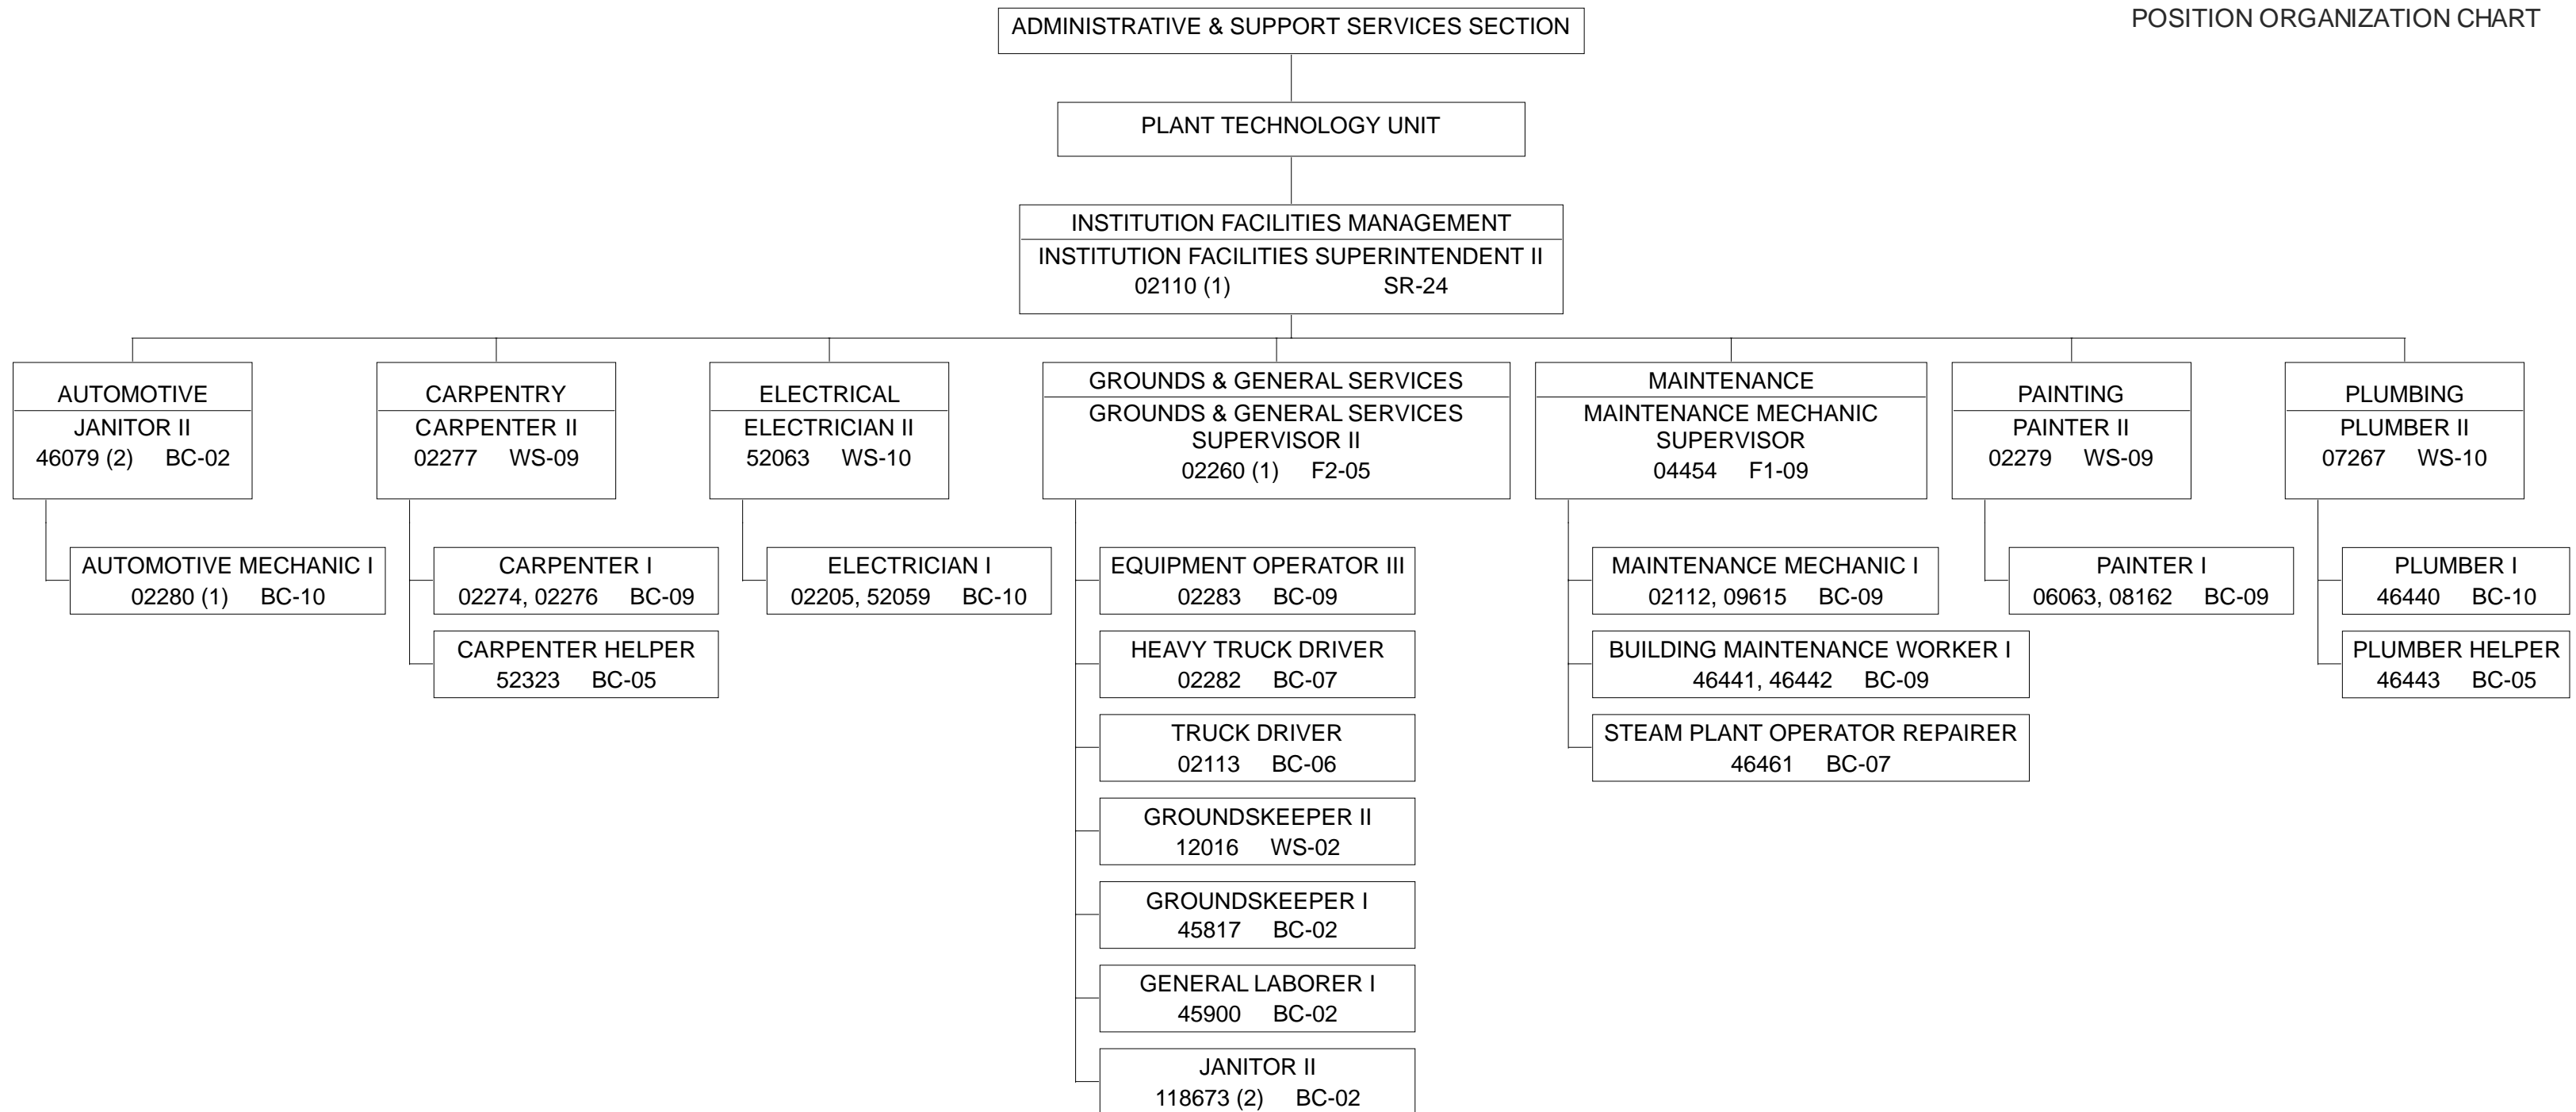 POSITION ORGANIZATION CHART
ADMINISTRATIVE & SUPPORT SERVICES SECTION
PLANT TECHNOLOGY UNIT
INSTITUTION FACILITIES MANAGEMENT
INSTITUTION FACILITIES SUPERINTENDENT II
02110 (1) SR-24
AUTOMOTIVE
JANITOR II
46079 (2) BC-02
AUTOMOTIVE MECHANIC I
02280 (1) BC-10
CARPENTRY
CARPENTER II
02277 WS-09
CARPENTER I
02274, 02276 BC-09
CARPENTER HELPER
52323 BC-05
ELECTRICAL
ELECTRICIAN II
52063 WS-10
ELECTRICIAN I
02205, 52059 BC-10
GROUNDS & GENERAL SERVICES
GROUNDS & GENERAL SERVICES
SUPERVISOR II
02260 (1) F2-05
EQUIPMENT OPERATOR III
02283 BC-09
HEAVY TRUCK DRIVER
02282 BC-07
TRUCK DRIVER
02113 BC-06
GROUNDSKEEPER II
12016 WS-02
GROUNDSKEEPER I
45817 BC-02
GENERAL LABORER I
45900 BC-02
JANITOR II
118673 (2) BC-02
MAINTENANCE
MAINTENANCE MECHANIC
SUPERVISOR
04454 F1-09
MAINTENANCE MECHANIC I
02112, 09615 BC-09
BUILDING MAINTENANCE WORKER I
46441, 46442 BC-09
STEAM PLANT OPERATOR REPAIRER
46461 BC-07
PAINTING
PAINTER II
02279 WS-09
PAINTER I
06063, 08162 BC-09
PLUMBING
PLUMBER II
07267 WS-10
PLUMBER I
46440 BC-10
PLUMBER HELPER
46443 BC-05